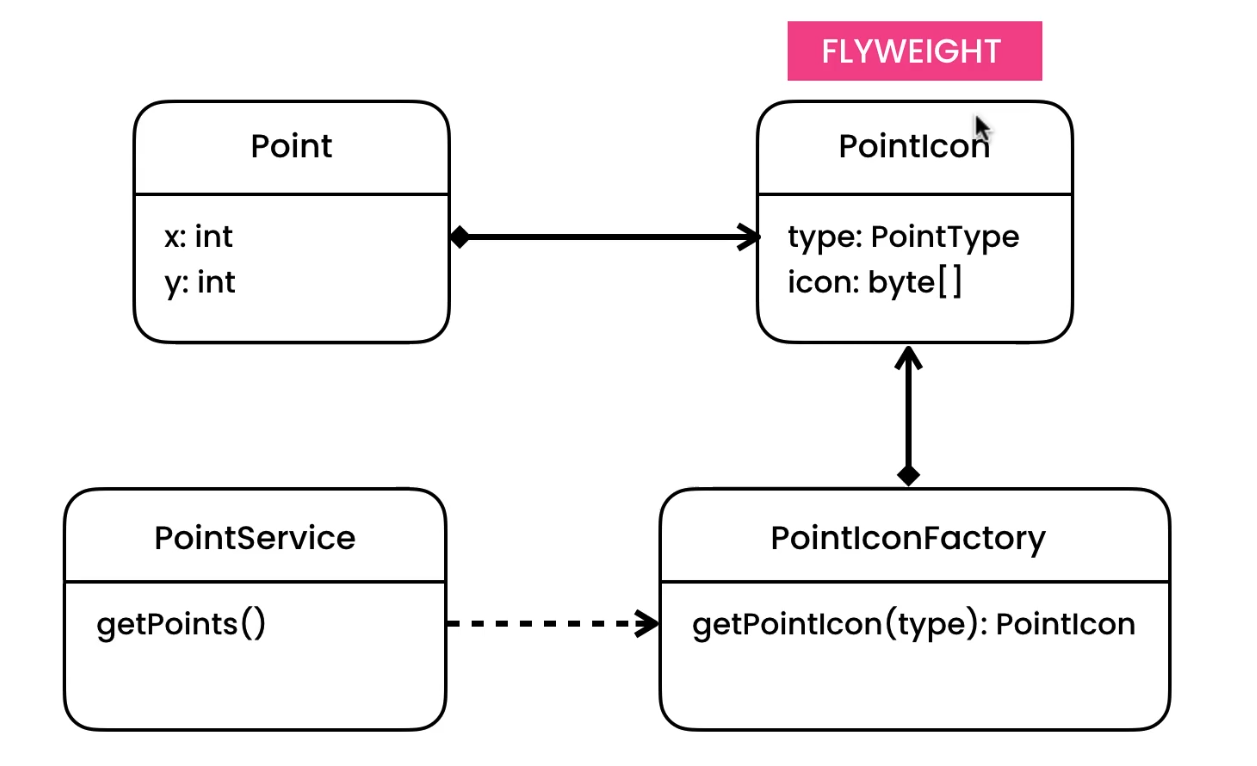 FLYWEIGHT
Point
x: int
y: int
PointIcon
type: PointType
icon: byte[]
PointService
getPoints()
PointIconFactory
getPointIcon(type): PointIcon